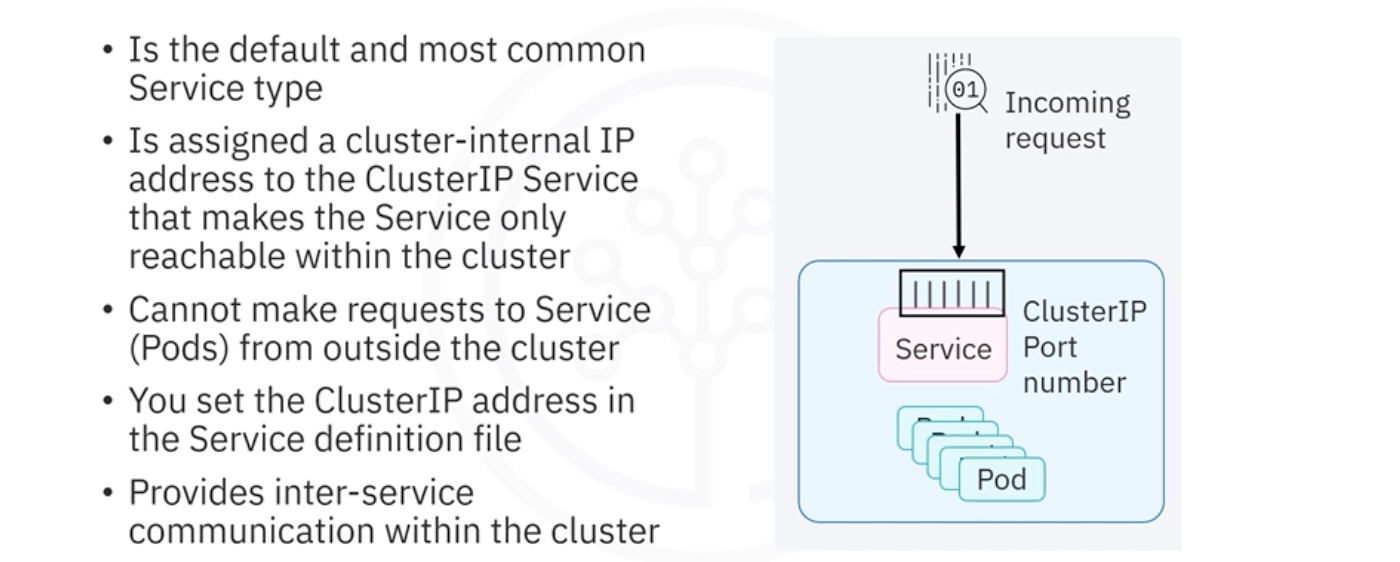 • Is the default and most common
Service type
• Is assigned a cluster-internal IP
address to the ClusterIP Service
that makes the Service only
reachable within the cluster
• Cannot make requests to Service
(Pods) from outside the cluster
• You set the ClusterIP address in
the Service definition file
• Provides inter-service
communication within the cluster
01
Incoming
request
Service
ClusterIP
Port
number
Pod